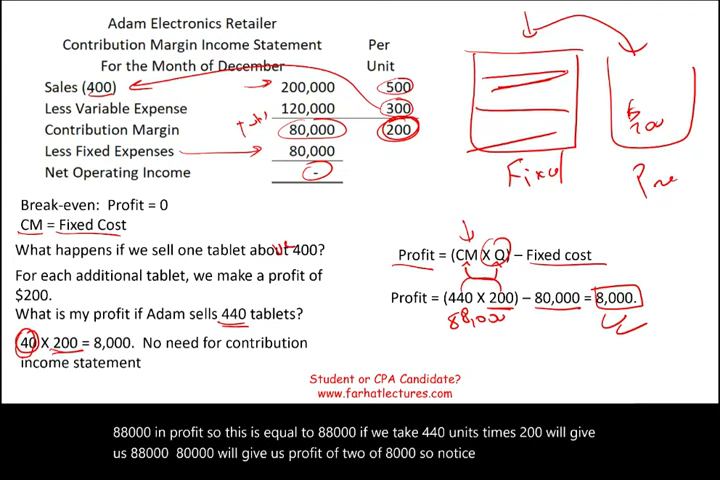 Adam Electronics Retailer
Contribution Margin Income Statement Per
For the Month of December Unit
Sales (400) 200,000 500
Less Variable Expense 120,000 300
Contribution Margin 80,000 200
Less Fixed Expenses 80,000
Net Operating Income -
$200
Fixed
Break-even: Profit = 0
CM = Fixed Cost
What happens if we sell one tablet about 400?
For each additional tablet, we make a profit of
$200.
What is my profit if Adam sells 440 tablets?
40 X 200 = 8,000. No need for contribution
income statement
Profit = (CM X Q) – Fixed cost
Profit = (440 X 200) – 80,000 = 8,000.
88,000
Student or CPA Candidate?
www.farhatlectures.com
88000 in profit so this is equal to 88000 if we take 440 units times 200 will give
us 88000 80000 will give us profit of two of 8000 so notice